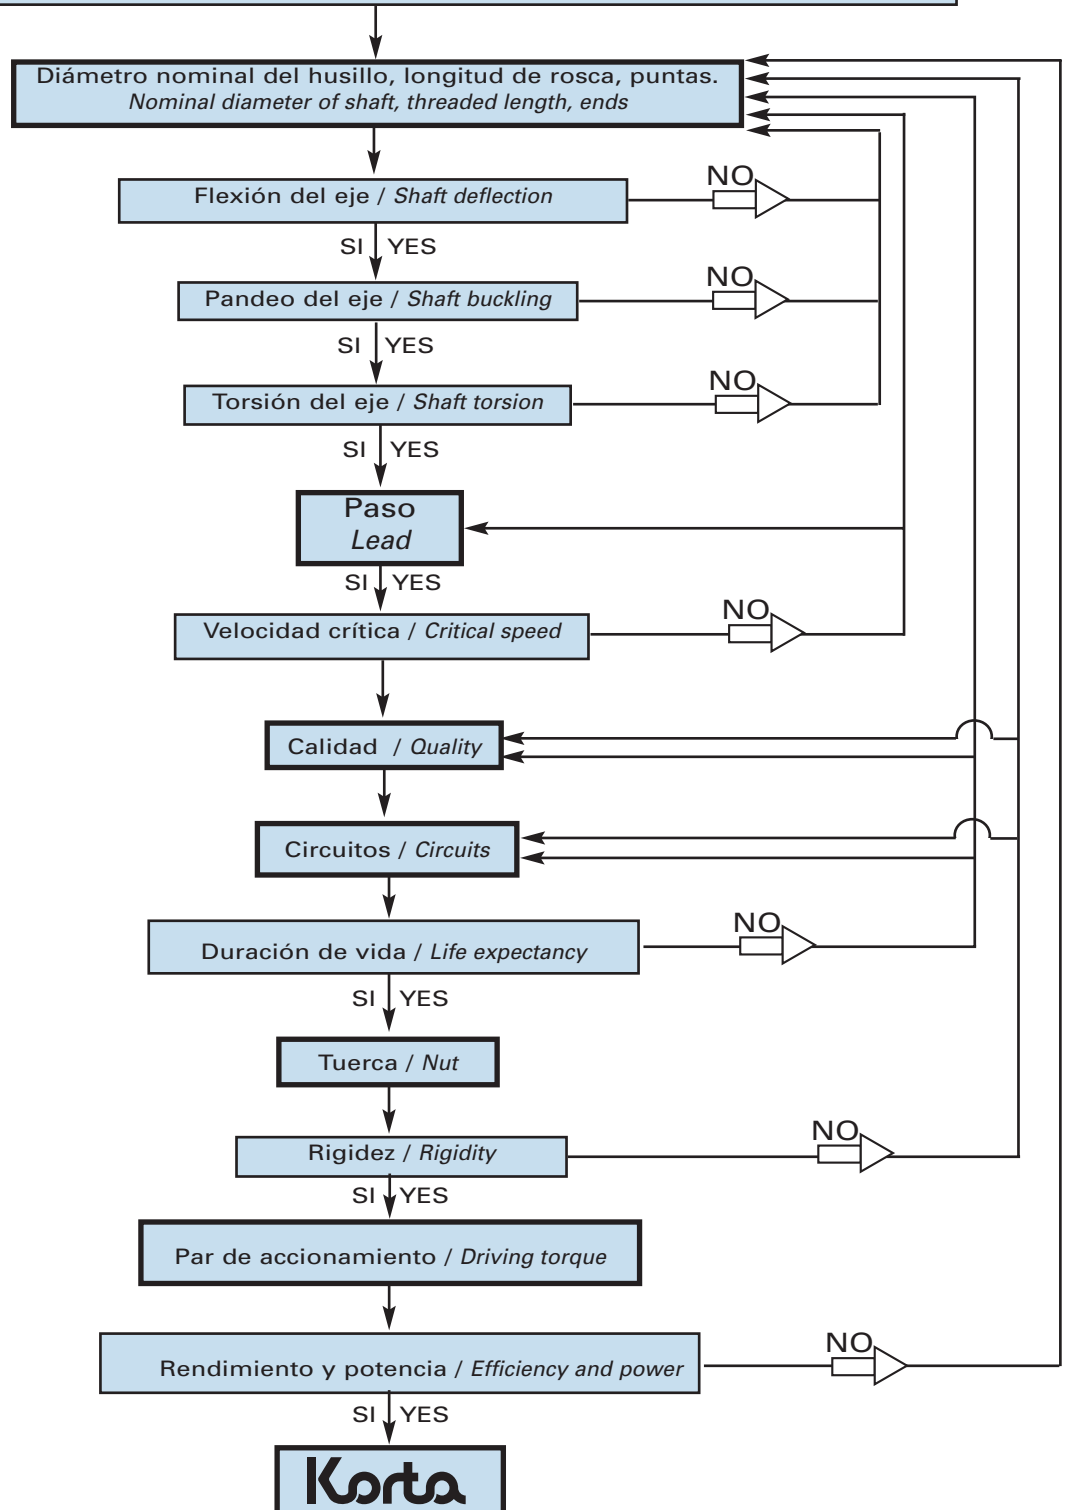 Diámetro nominal del husillo, longitud de rosca, puntas.
Nominal diameter of shaft, threaded length, ends
NO
Flexión del eje / Shaft deflection
SI YES
NO
Pandeo del eje / Shaft buckling
SI YES
NO
Torsión del eje / Shaft torsion
SI YES
Paso
Lead
SI YES
NO
Velocidad crítica / Critical speed
Calidad / Quality
Circuitos / Circuits
NO
Duración de vida / Life expectancy
SI YES
Tuerca / Nut
NO
Rigidez / Rigidity
SI YES
Par de accionamiento / Driving torque
NO
Rendimiento y potencia / Efficiency and power
SI YES
Korta